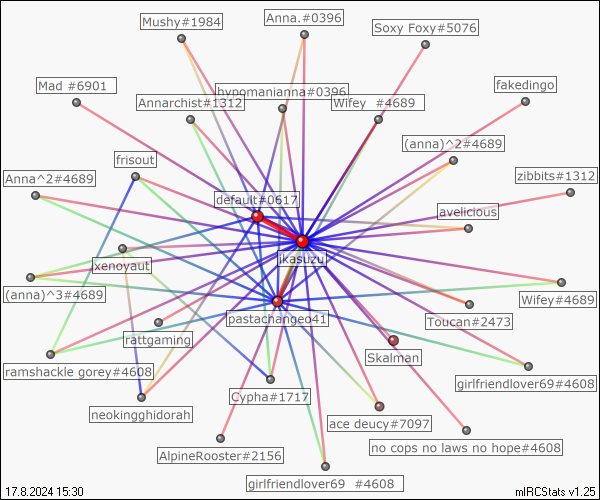 Mushy#1984
Anna.#0396
Soxy Foxy#5076
Mad #6901
hypomanianna#0396
fakedingo
Annarchist#1312
Wifey  #4689
(anna)^2#4689
frisout
Anna^2#4689
zibbits#1312
default#0617
avelicious
xenoyaut
ikasuzu
(anna)^3#4689
Wifey#4689
pastachange41
Toucan#2473
rattgaming
Skalman
ramshackle gorey#4608
girlfriendlover69#4608
neokingghidorah
Cypha#1717
ace deucy#7097
no cops no laws no hope#4608
AlpineRooster#2156
girlfriendlover69  #4608
17.8.2024 15:30
mIRCStats v1.25